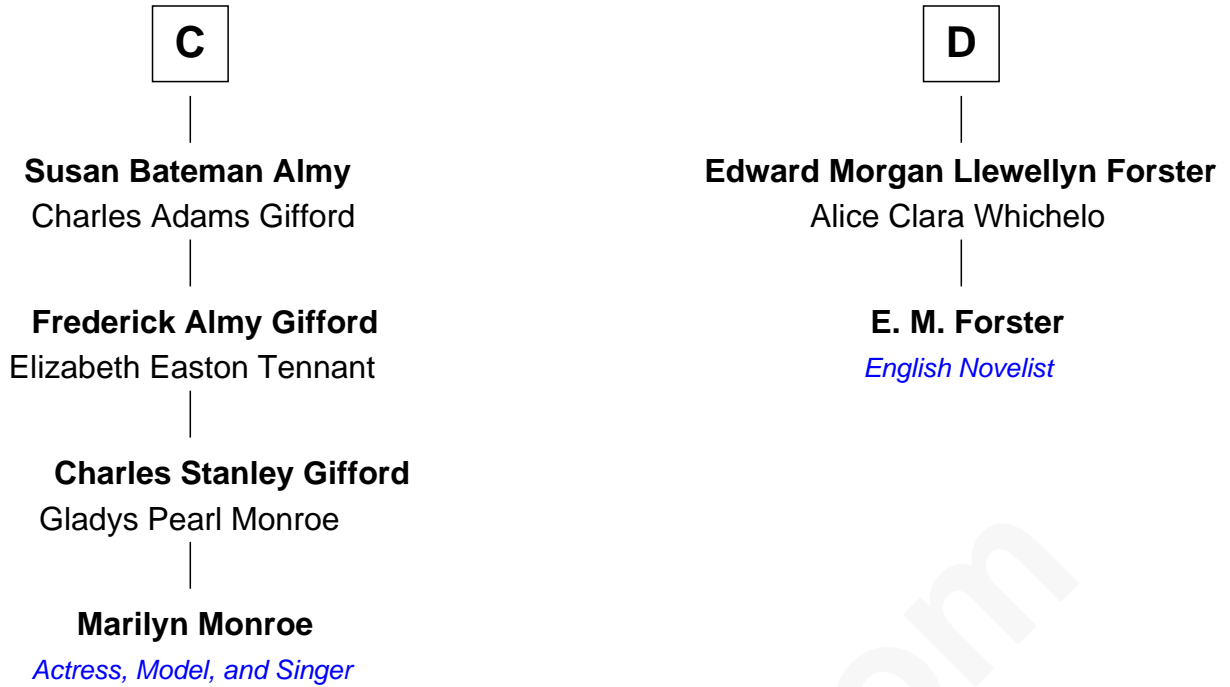 C
Susan Bateman Almy
Charles Adams Gifford
Frederick Almy Gifford
Elizabeth Easton Tennant
Charles Stanley Gifford
Gladys Pearl Monroe
Marilyn Monroe
Actress, Model, and Singer
D
Edward Morgan Llewellyn Forster
Alice Clara Whichelo
E. M. Forster
English Novelist
om